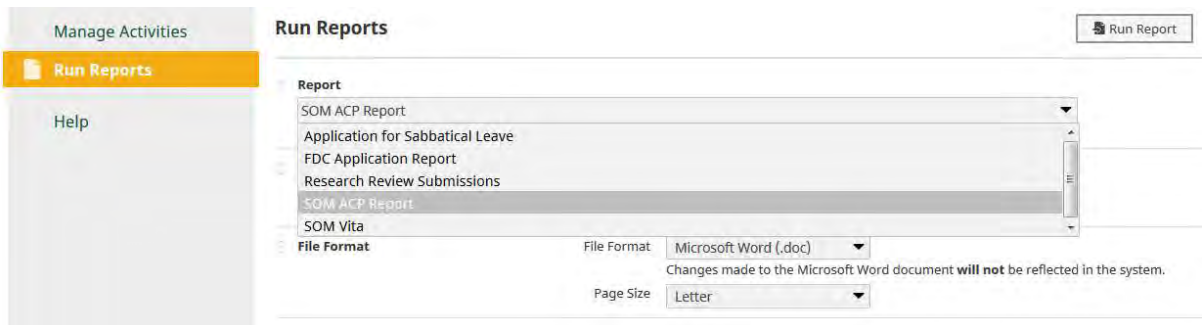 Manage Activities
Run Reports
Help
Run Reports
Run Report
Report
SOM ACP Report
Application for Sabbatical Leave
FDC Application Report
Research Review Submissions
SOM ACP Report
SOM Vita
File Format
File Format Microsoft Word (.doc)
Changes made to the Microsoft Word document will not be reflected in the system.
Page Size Letter